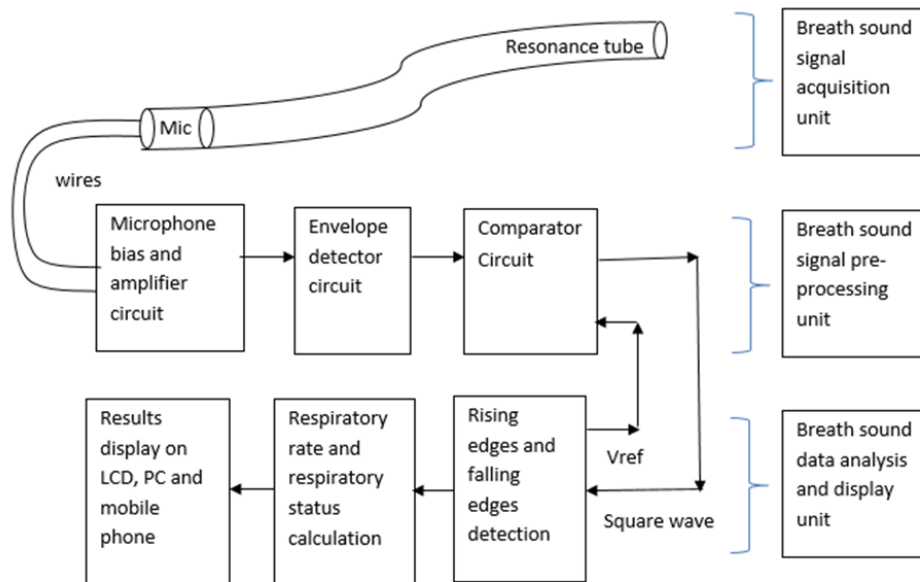 Resonance tube
Mic
Breath sound
signal
acquisition
unit
wires
Microphone
bias and
amplifier
circuit
Envelope
detector
circuit
Comparator
Circuit
Breath sound
signal pre-
processing
unit
Results
display on
LCD, PC and
mobile
phone
Respiratory
rate and
respiratory
status
calculation
Rising
edges and
falling
edges
detection
Vref
Square wave
Breath sound
data analysis
and display
unit